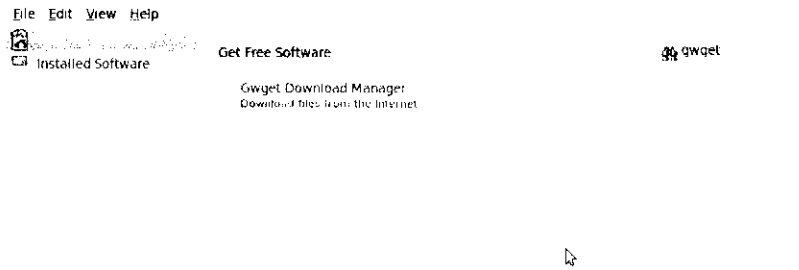 File Edit View Help
Get Free Software
gwget
Installed Software
Gwget Download Manager
Download files from the Internet